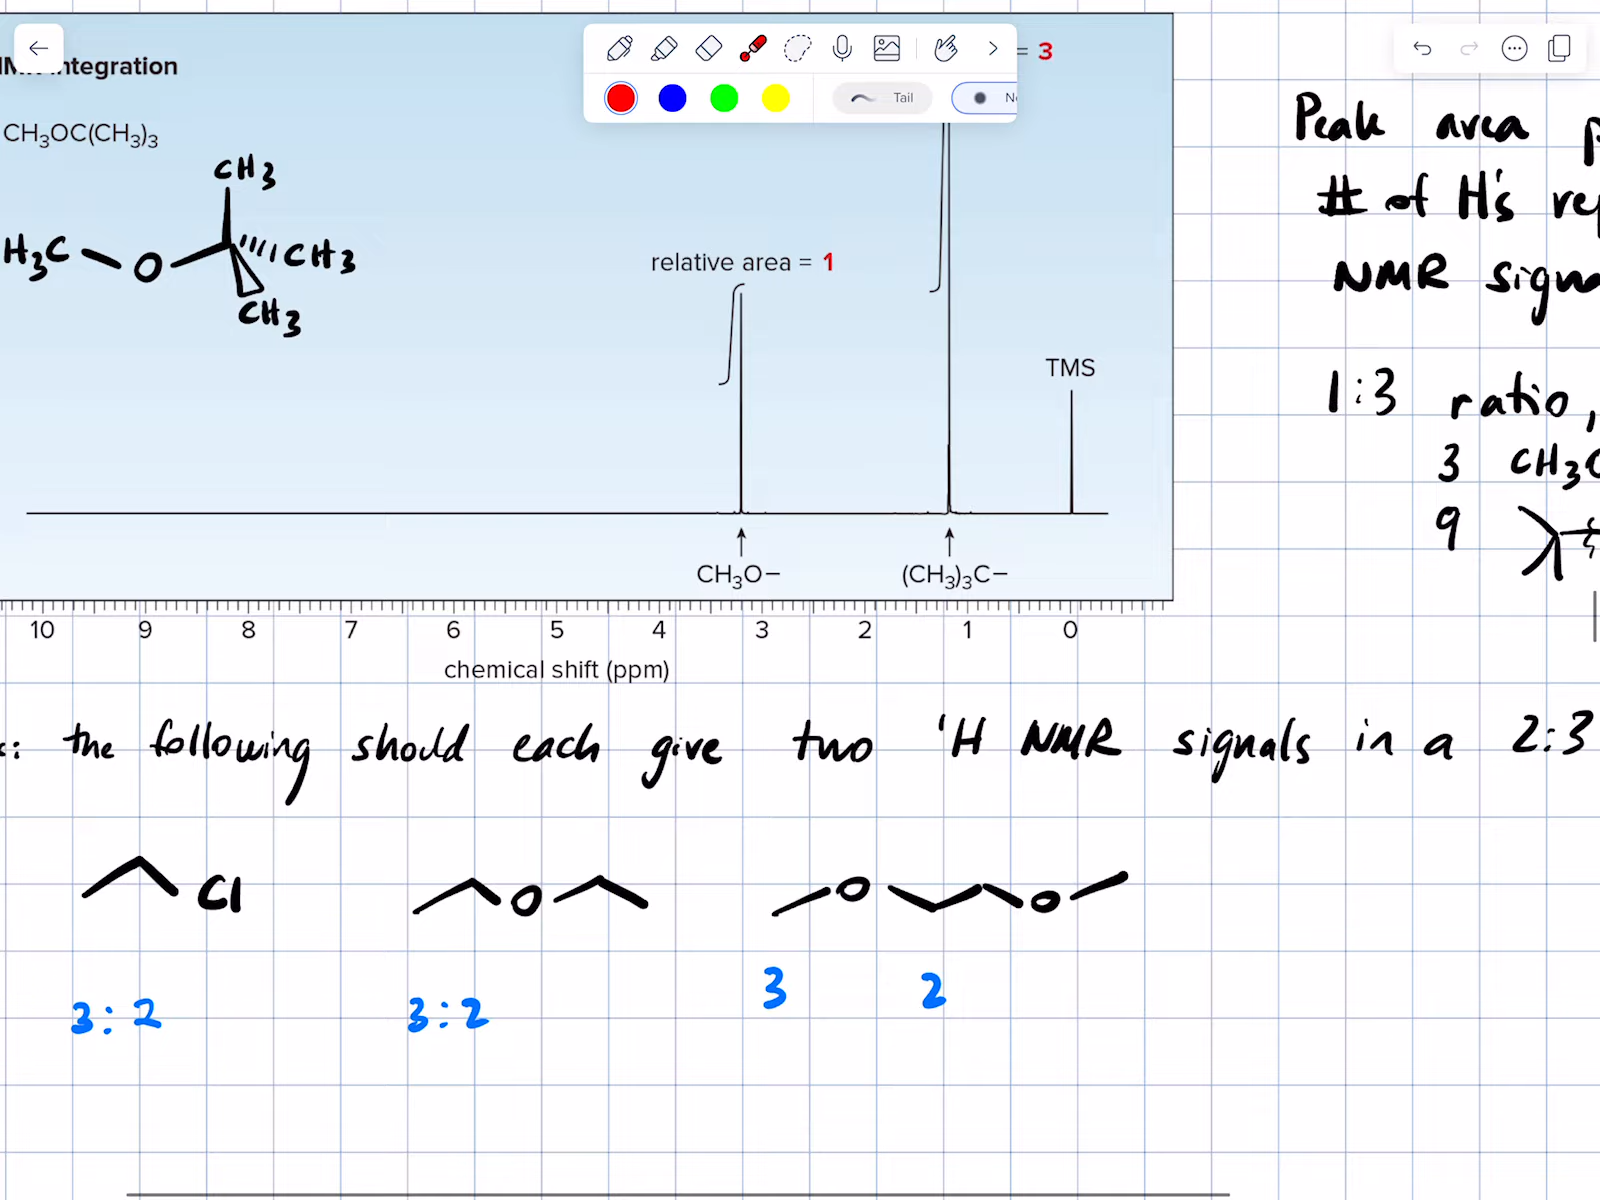 Integration
= 3
Tail
CH₃OC(CH₃)₃
CH₃
H₃C O CH₃
CH₃
relative area = 1
TMS
CH₃O–
(CH₃)₃C–
10 9 8 7 6 5 4 3 2 1 0
chemical shift (ppm)
Peak area
# of H's
NMR
1:3 ratio,
3 CH₃
9
the following should each give two ¹H NMR signals in a 2:3
Cl O O O
3:2 3:2 3 2